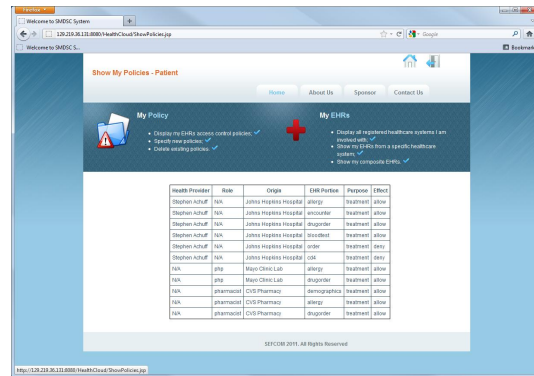 Firefox
Welcome to SMDSC System
129.219.36.131:8080/HealthCloud/ShowPolicies.jsp
Google
Welcome to SMDSC S...
Bookmark
Show My Policies - Patient
Home About Us Sponsor Contact Us
My Policy
Display my EHRs access control policies;
Specify new policies;
Delete existing policies.
My EHRs
Display all registered healthcare systems I am
involved with;
Show my EHRs from a specific healthcare
system;
Show my composite EHRs.
Health Provider Role Origin EHR Portion Purpose Effect
Stephen Achuff N/A Johns Hopkins Hospital allergy treatment allow
Stephen Achuff N/A Johns Hopkins Hospital encounter treatment allow
Stephen Achuff N/A Johns Hopkins Hospital drugorder treatment allow
Stephen Achuff N/A Johns Hopkins Hospital bloodtest treatment allow
Stephen Achuff N/A Johns Hopkins Hospital order treatment deny
Stephen Achuff N/A Johns Hopkins Hospital cd4 treatment deny
N/A php Mayo Clinic Lab allergy treatment allow
N/A php Mayo Clinic Lab drugorder treatment allow
N/A pharmacist CVS Pharmacy demographics treatment allow
N/A pharmacist CVS Pharmacy allergy treatment allow
N/A pharmacist CVS Pharmacy drugorder treatment allow
SEFCOM 2011. All Rights Reserved
http://129.219.36.131:8080/HealthCloud/ShowPolicies.jsp